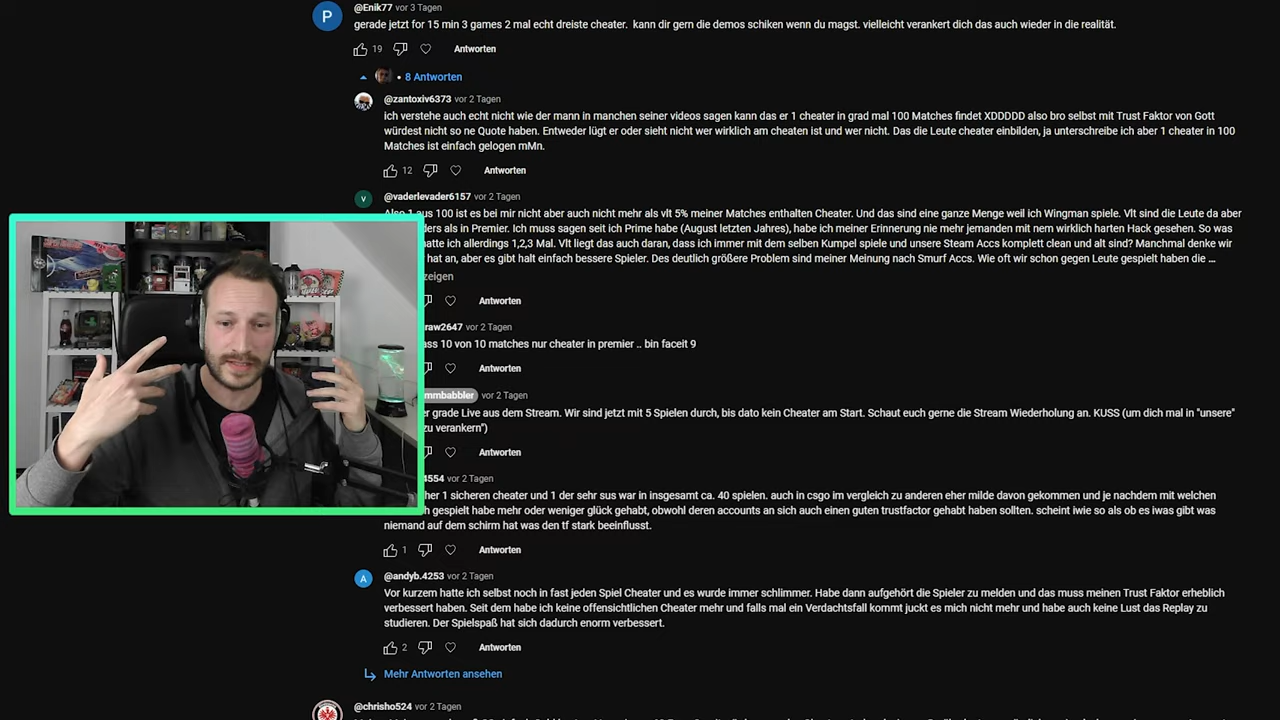 @Enik77 vor 3 Tagen
gerade jetzt for 15 min 3 games 2 mal echt dreiste cheater. kann dir gern die demos schiken wenn du magst. vielleicht verankert dich das auch wieder in die realität.
19 Antworten
8 Antworten
@zantoxiv6373 vor 2 Tagen
ich verstehe auch echt nicht wie der mann in manchen seiner videos sagen kann das er 1 cheater in grad mal 100 Matches findet XDDDDD also bro selbst mit Trust Faktor von Gott
würdest nicht so ne Quote haben. Entweder lügt er oder sieht nicht wer wirklich am cheaten ist und wer nicht. Das die Leute cheater einbilden, ja unterschreibe ich aber 1 cheater in 100
Matches ist einfach gelogen mMn.
12 Antworten
@vaderlevader6157 vor 2 Tagen
Also 1 aus 100 ist es bei mir nicht aber auch nicht mehr als vlt 5% meiner Matches enthalten Cheater. Und das sind eine ganze Menge weil ich Wingman spiele. Vlt sind die Leute da aber
ders als in Premier. Ich muss sagen seit ich Prime habe (August letzten Jahres), habe ich meiner Erinnerung nie mehr jemanden mit nem wirklich harten Hack gesehen. So was
atte ich allerdings 1,2,3 Mal. Vlt liegt das auch daran, dass ich immer mit dem selben Kumpel spiele und unsere Steam Accs komplett clean und alt sind? Manchmal denke wir
hat an, aber es gibt halt einfach bessere Spieler. Des deutlich größere Problem sind meiner Meinung nach Smurf Accs. Wie oft wir schon gegen Leute gespielt haben die ...
zeigen
Antworten
raw2647 vor 2 Tagen
ass 10 von 10 matches nur cheater in premier .. bin faceit 9
Antworten
mmbabbler vor 2 Tagen
er grade Live aus dem Stream. Wir sind jetzt mit 5 Spielen durch, bis dato kein Cheater am Start. Schaut euch gerne die Stream Wiederholung an. KUSS (um dich mal in "unsere"
zu verankern")
Antworten
4554 vor 2 Tagen
her 1 sicheren cheater und 1 der sehr sus war in insgesamt ca. 40 spielen. auch in csgo im vergleich zu anderen eher milde davon gekommen und je nachdem mit welchen
gespielt habe mehr oder weniger glück gehabt, obwohl deren accounts an sich auch einen guten trustfactor gehabt haben sollten. scheint iwie so als ob es iwas gibt was
niemand auf dem schirm hat was den tf stark beeinflusst.
1 Antworten
@andyb.4253 vor 2 Tagen
Vor kurzem hatte ich selbst noch in fast jeden Spiel Cheater und es wurde immer schlimmer. Habe dann aufgehört die Spieler zu melden und das muss meinen Trust Faktor erheblich
verbessert haben. Seit dem habe ich keine offensichtlichen Cheater mehr und falls mal ein Verdachtsfall kommt juckt es mich nicht mehr und habe auch keine Lust das Replay zu
studieren. Der Spielspaß hat sich dadurch enorm verbessert.
2 Antworten
Mehr Antworten ansehen
@chrisho524 vor 2 Tagen